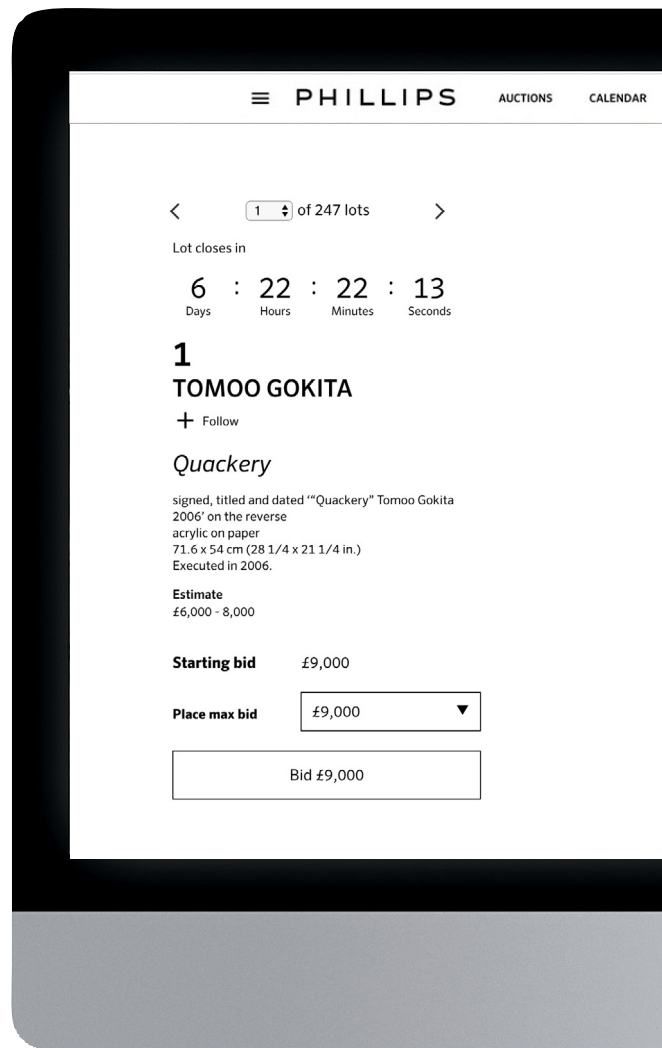 PHILLIPS AUCTIONS CALENDAR
1 of 247 lots
Lot closes in
6 : 22 : 22 : 13
Days Hours Minutes Seconds
1
TOMOO GOKITA
+ Follow
Quackery
signed, titled and dated ‘“Quackery” Tomoo Gokita
2006’ on the reverse
acrylic on paper
71.6 x 54 cm (28 1/4 x 21 1/4 in.)
Executed in 2006.
Estimate
£6,000 - 8,000
Starting bid £9,000
Place max bid £9,000
Bid £9,000